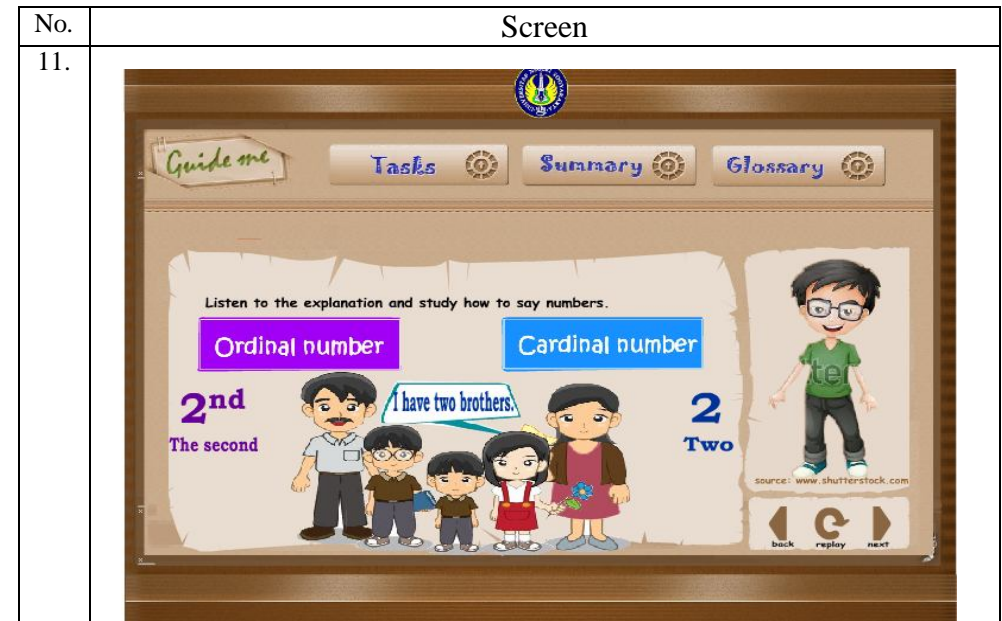 No. Screen
11.
Guide me Tasks Summary Glossary
Listen to the explanation and study how to say numbers.
Ordinal number Cardinal number
2nd
The second
I have two brothers.
2
Two
source: www.shutterstock.com
back replay next